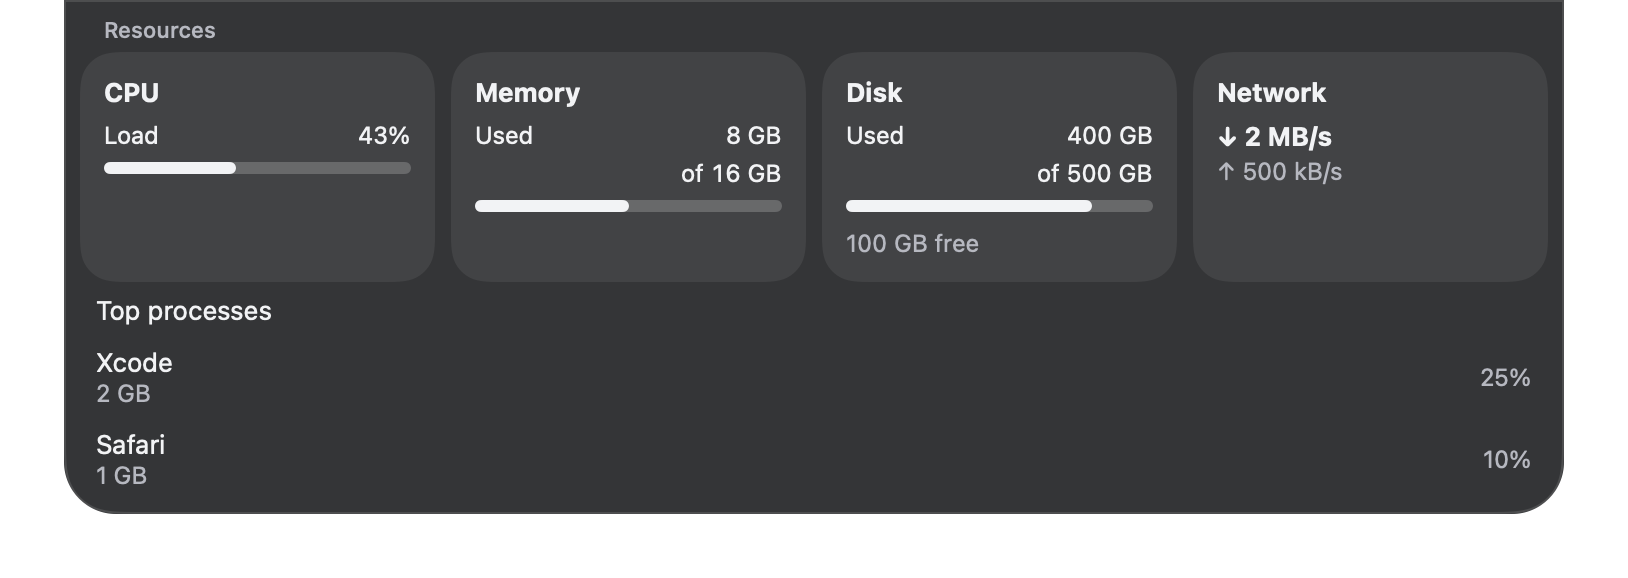 Resources
CPU
Load 43%
Memory
Used 8 GB
of 16 GB
Disk
Used 400 GB
of 500 GB
100 GB free
Network
↓ 2 MB/s
↑ 500 kB/s
Top processes
Xcode
2 GB
25%
Safari
1 GB
10%